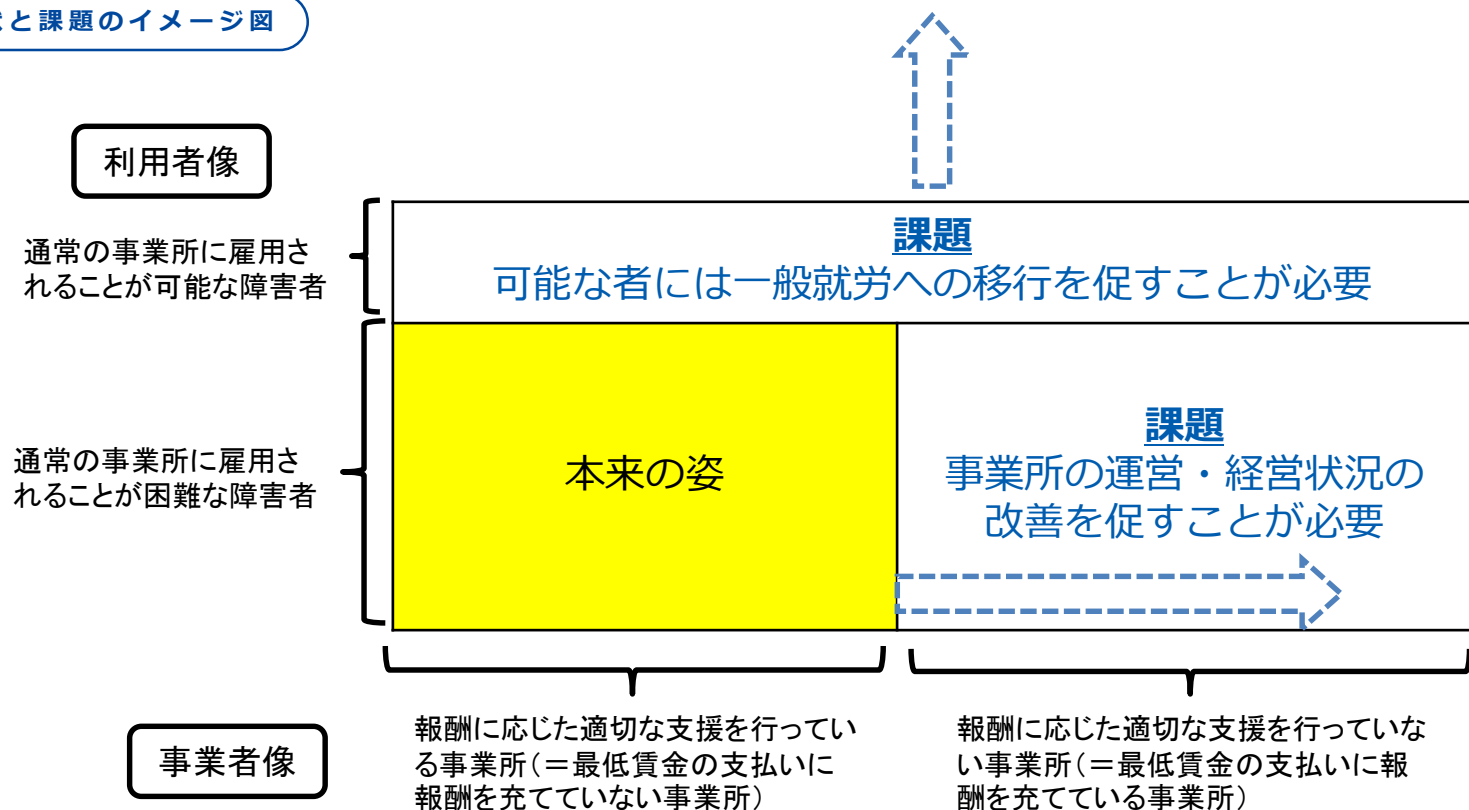 と課題のイメージ図
利用者像
通常の事業所に雇用さ
れることが可能な障害者
課題
可能な者には一般就労への移行を促すことが必要
通常の事業所に雇用さ
れることが困難な障害者
本来の姿
課題
事業所の運営・経営状況の
改善を促すことが必要
事業者像
報酬に応じた適切な支援を行ってい
る事業所(=最低賃金の支払いに
報酬を充てていない事業所)
報酬に応じた適切な支援を行っていな
い事業所(=最低賃金の支払いに報
酬を充てている事業所)